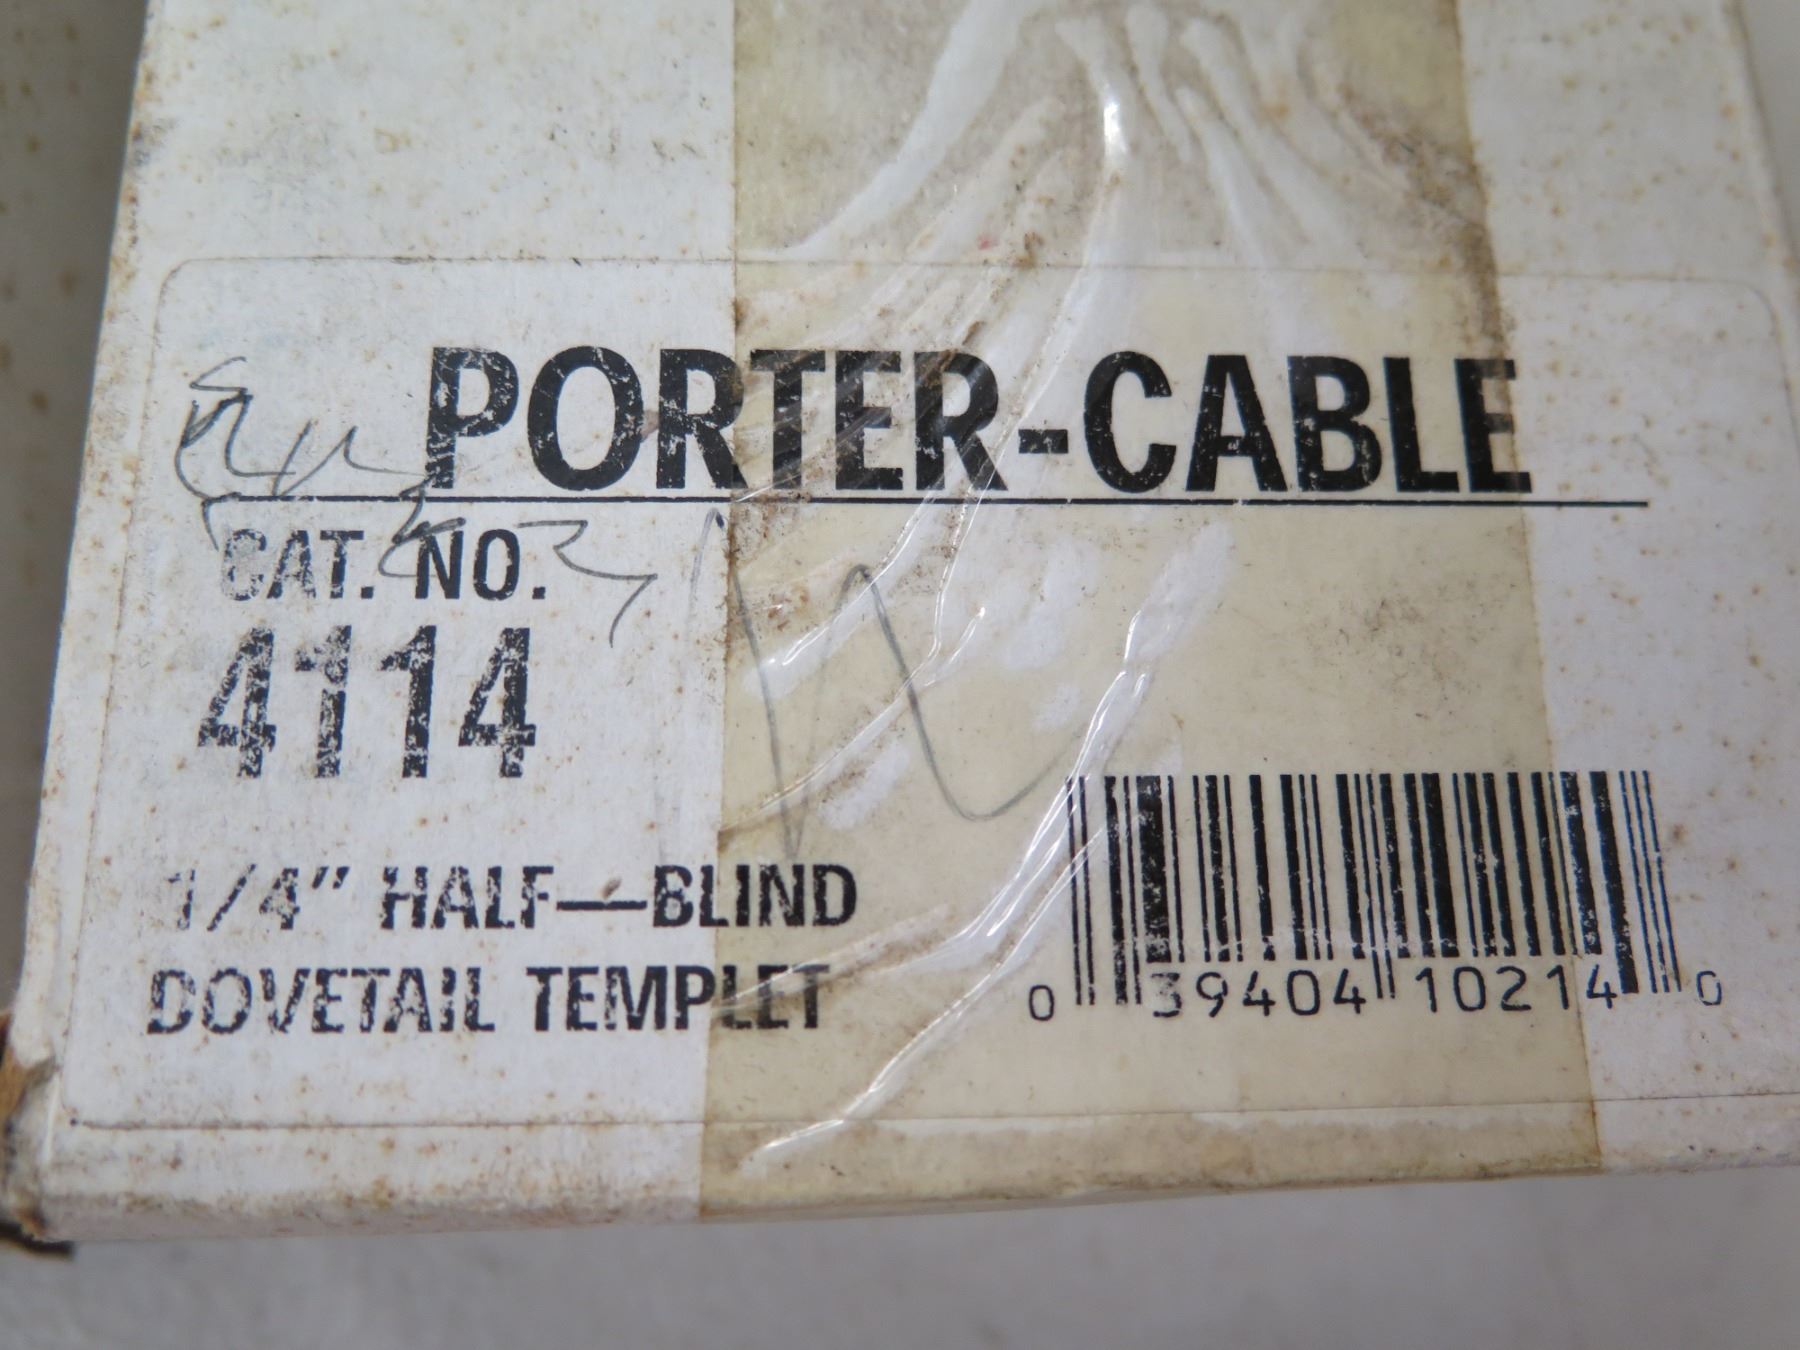 PORTER-CABLE
CAT. NO.
4114
1/4" HALF—BLIND
DOVETAIL TEMPLET
0 39404 10214 0